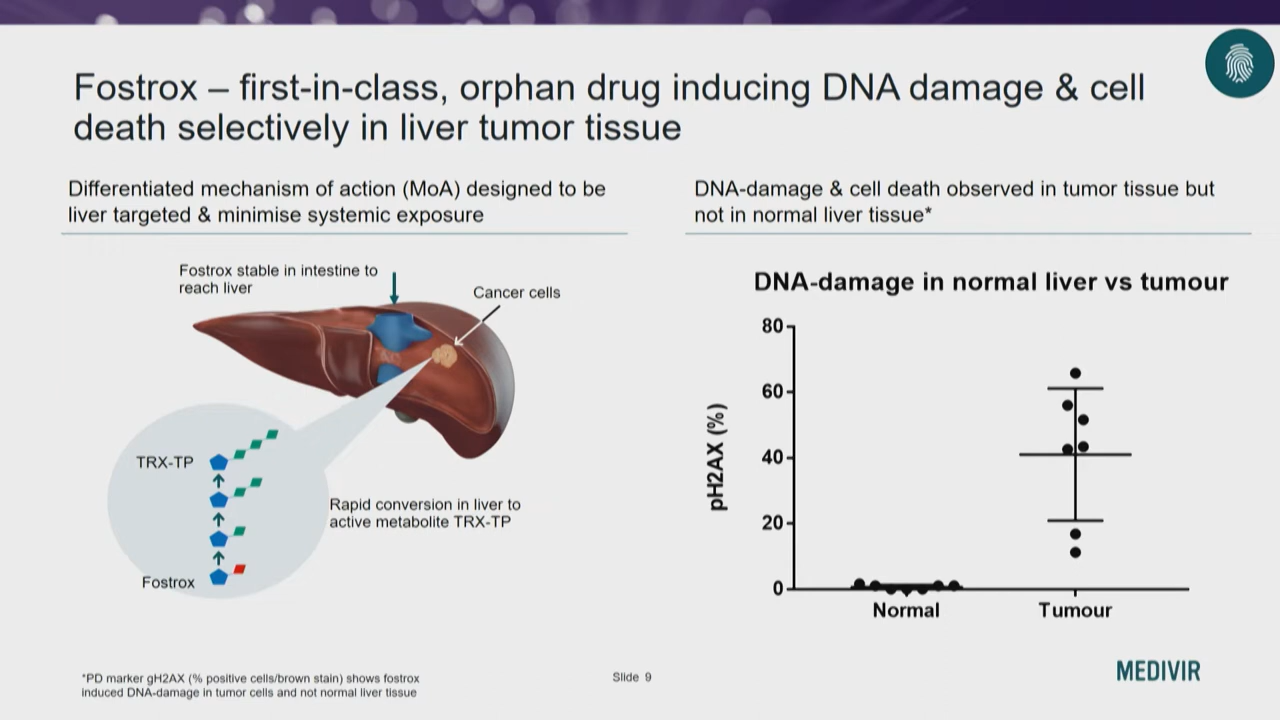 Fostrox – first-in-class, orphan drug inducing DNA damage & cell
death selectively in liver tumor tissue
Differentiated mechanism of action (MoA) designed to be
liver targeted & minimise systemic exposure
Fostrox stable in intestine to
reach liver
Cancer cells
TRX-TP
Rapid conversion in liver to
active metabolite TRX-TP
Fostrox
DNA-damage & cell death observed in tumor tissue but
not in normal liver tissue*
DNA-damage in normal liver vs tumour
pH2AX (%)
80
60
40
20
0
Normal
Tumour
*PD marker gH2AX (% positive cells/brown stain) shows fostrox
induced DNA-damage in tumor cells and not normal liver tissue
Slide 9
MEDIVIR